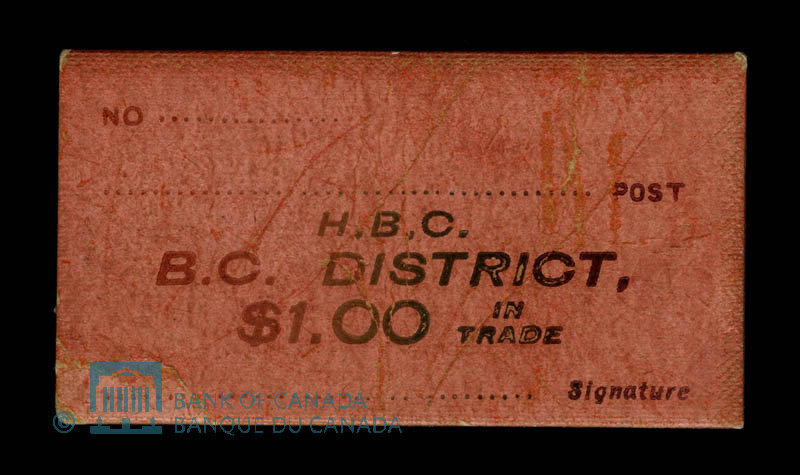 NO ................
................................................ POST
H.B.C.
B.C. DISTRICT,
$1.00 IN TRADE
................ Signature
© BANK OF CANADA
BANQUE DU CANADA